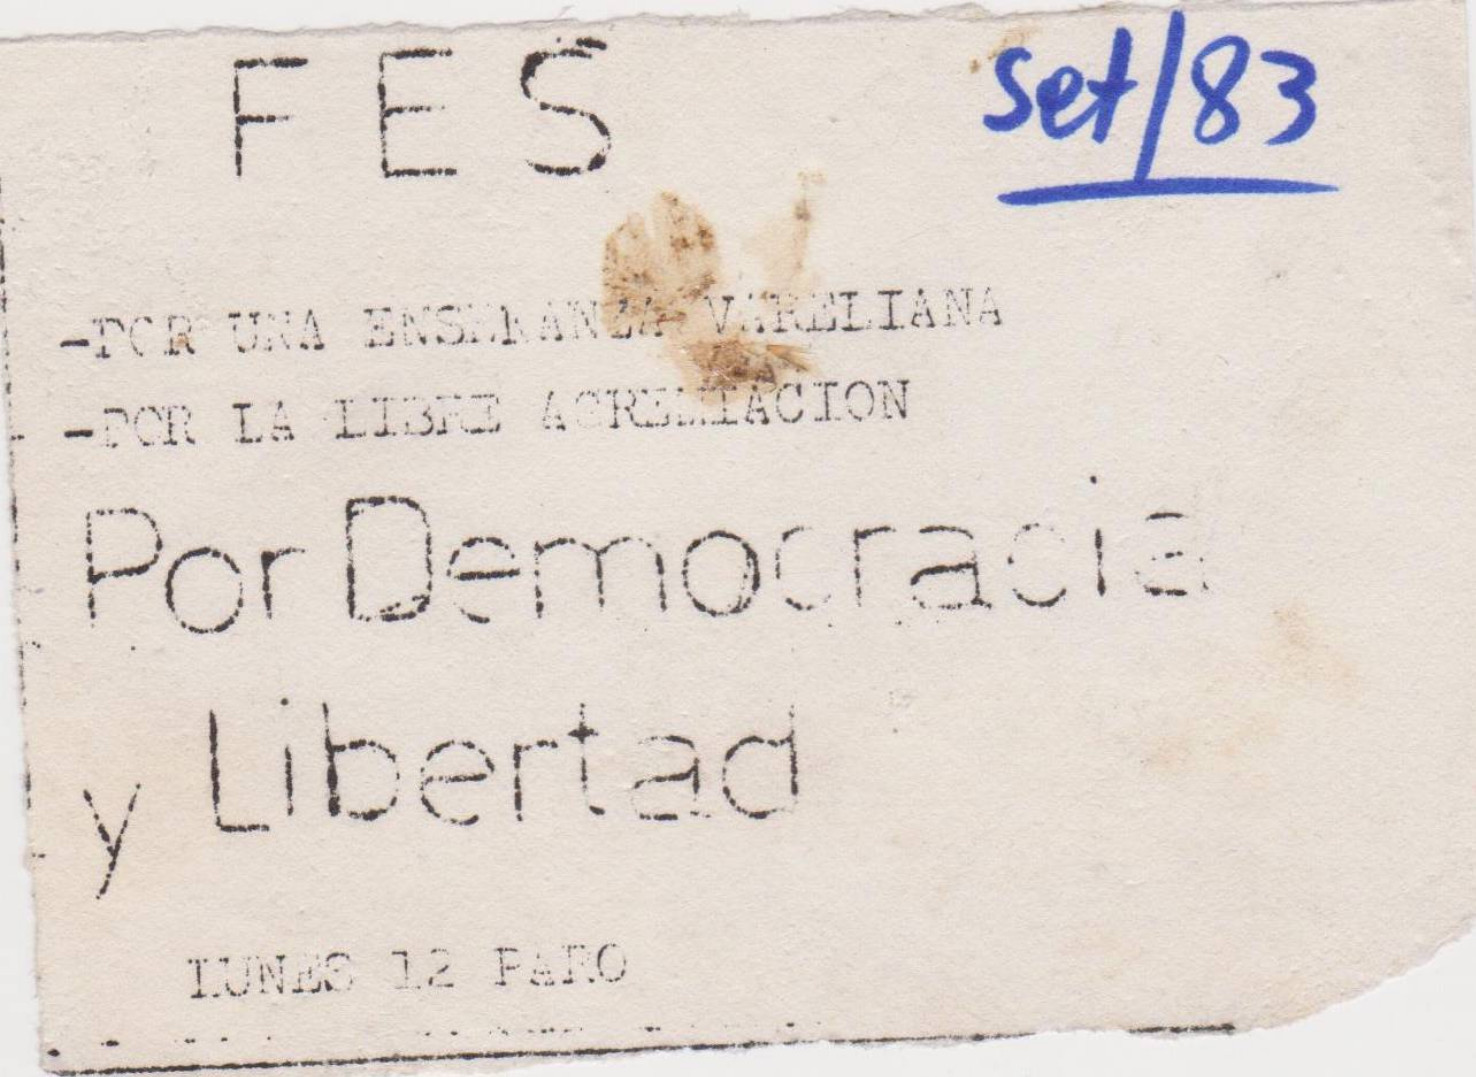 FES
set/83
-POR UNA ENSEÑANZA VARELIANA
-POR LA LIBRE AGREMIACION
Por Democracia
y Libertad
LUNES 12 PARO